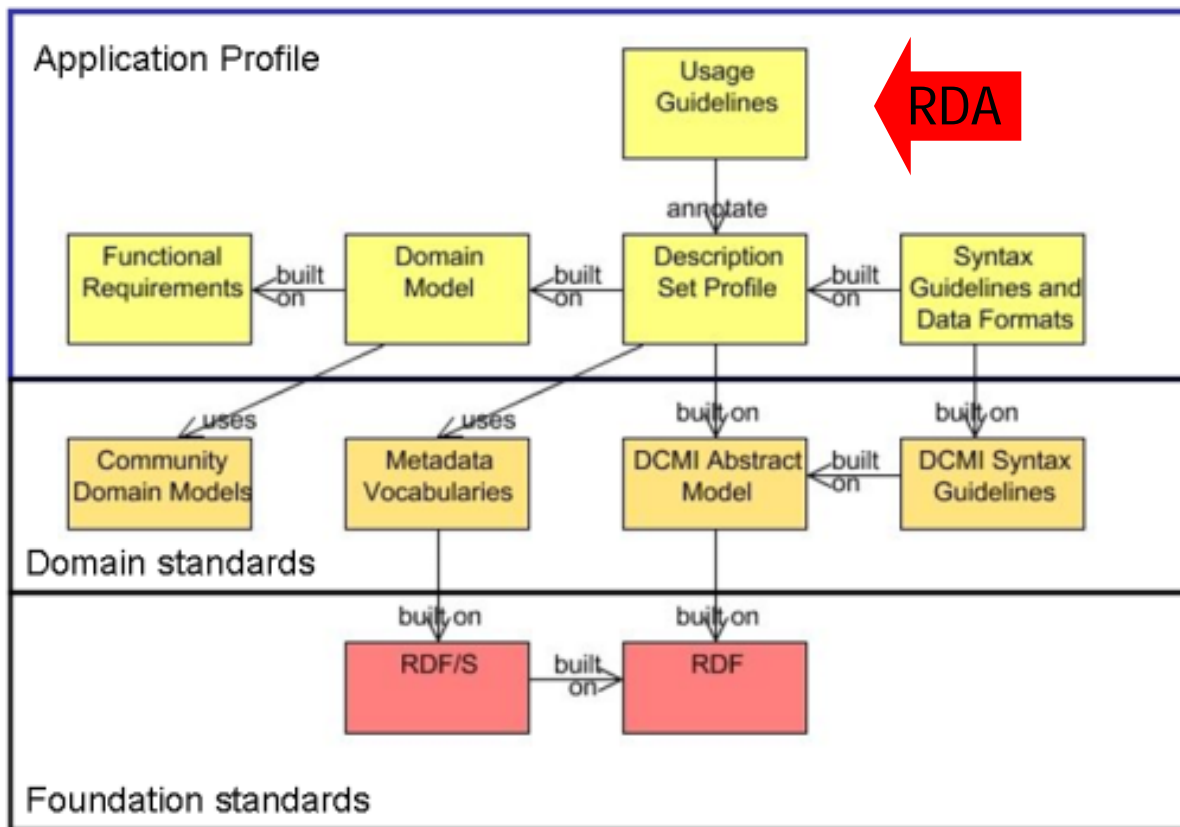 Application Profile
Usage
Guidelines
RDA
annotate
Functional
Requirements
built
on
Domain
Model
built
on
Description
Set Profile
built
on
Syntax
Guidelines and
Data Formats
uses
uses
built on
built on
Community
Domain Models
Metadata
Vocabularies
DCMI Abstract
Model
built
on
DCMI Syntax
Guidelines
Domain standards
built on
built on
RDF/S
built
on
RDF
Foundation standards